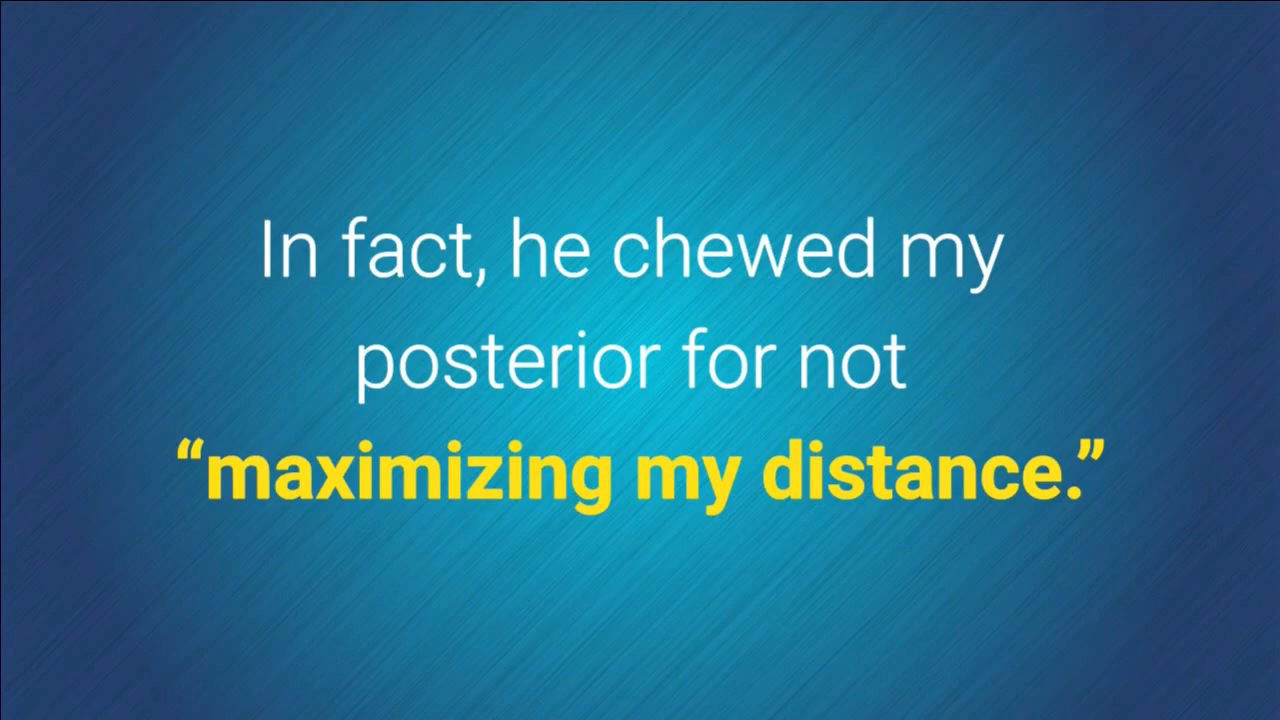 In fact, he chewed my
posterior for not
“maximizing my distance.”